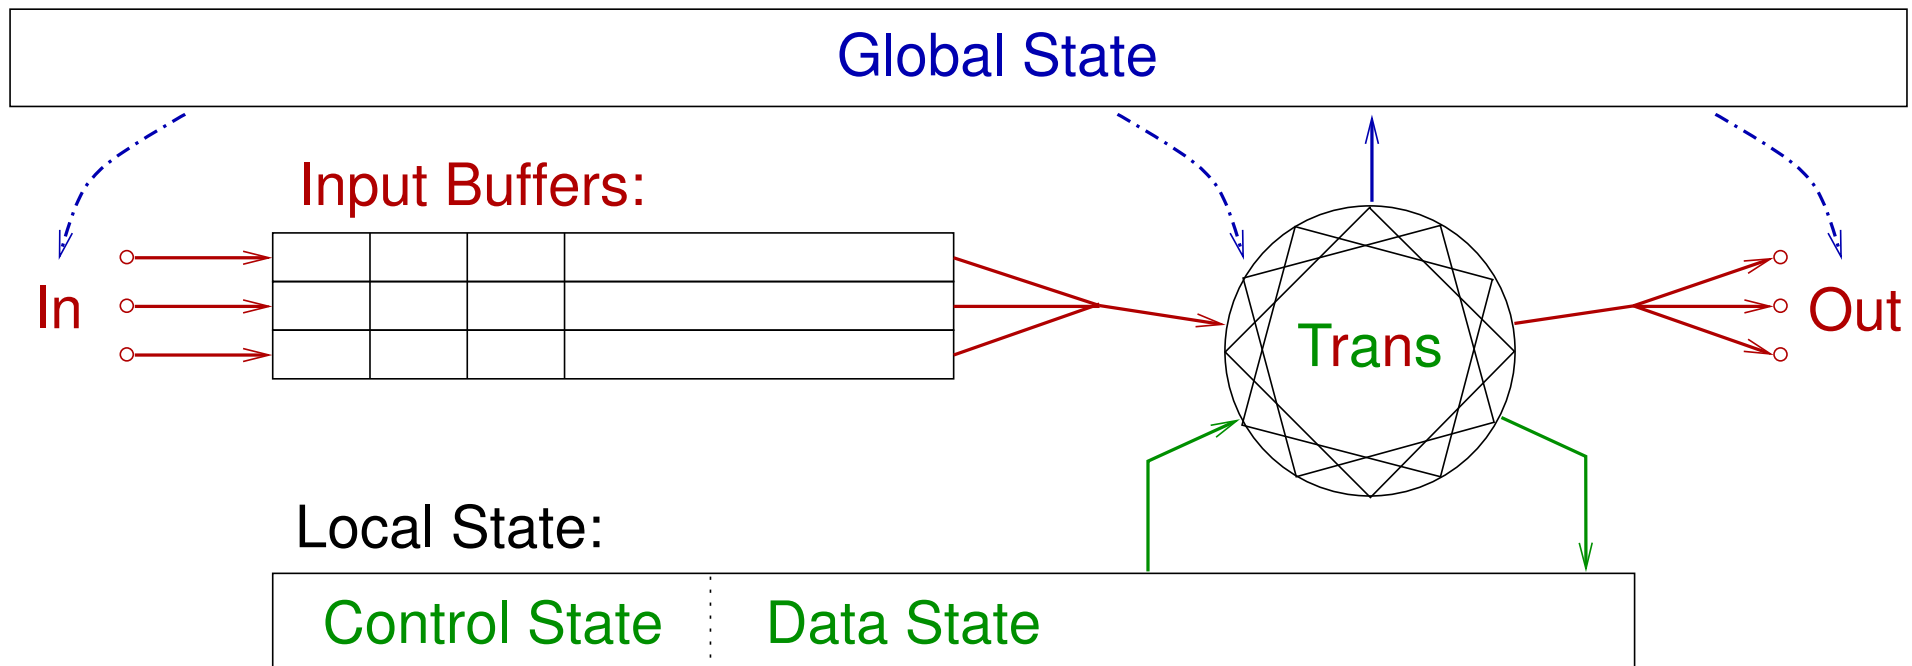 Global State
Input Buffers:
In
Out
Trans
Local State:
Control State
Data State